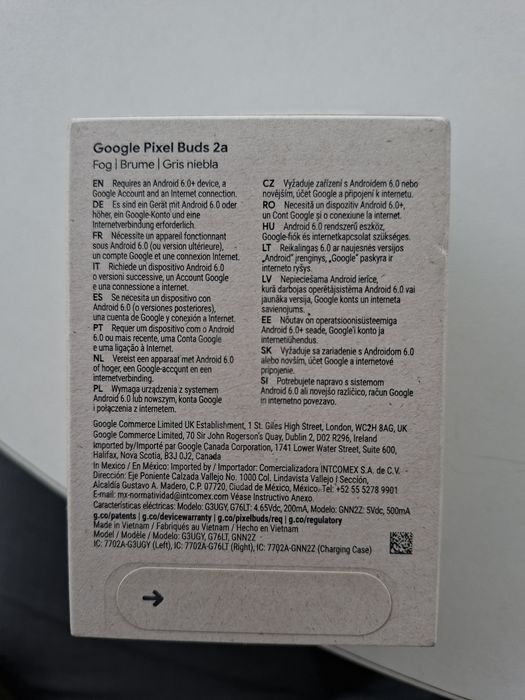 Google Pixel Buds 2a
Fog | Brume | Gris niebla
EN Requires an Android 6.0+ device, a
Google Account and an Internet connection.
DE Es sind ein Gerät mit Android 6.0 oder
höher, ein Google-Konto und eine
Internetverbindung erforderlich.
FR Nécessite un appareil fonctionnant
sous Android 6.0 (ou version ultérieure),
un compte Google et une connexion Internet.
IT Richiede un dispositivo Android 6.0
o versioni successive, un Account Google
e una connessione a internet.
ES Se necesita un dispositivo con
Android 6.0 (o versiones posteriores),
una cuenta de Google y conexión a Internet.
PT Requer um dispositivo com o Android
6.0 ou mais recente, uma Conta Google
e uma ligação à Internet.
NL Vereist een apparaat met Android 6.0
of hoger, een Google-account en een
internetverbinding.
PL Wymaga urządzenia z systemem
Android 6.0 lub nowszym, konta Google
i połączenia z internetem.
CZ Vyžaduje zařízení s Androidem 6.0 nebo
novějším, účet Google a připojení k internetu.
RO Necesită un dispozitiv Android 6.0+,
un Cont Google și o conexiune la internet.
HU Android 6.0 rendszerű eszköz,
Google-fiók és internetkapcsolat szükséges.
LT Reikalingas 6.0 ar naujesnės versijos
„Android" įrenginys, „Google" paskyra ir
interneto ryšys.
LV Nepieciešama Android ierīce,
kurā darbojas operētājsistēma Android 6.0 vai
jaunāka versija, Google konts un interneta
savienojums.
EE Nõutav on operatsioonisüsteemiga
Android 6.0+ seade, Google'i konto ja
internetiühendus.
SK Vyžaduje sa zariadenie s Androidom 6.0
alebo novším, účet Google a internetové
pripojenie.
SI Potrebujete napravo s sistemom
Android 6.0 ali novejšo različico, račun Google
in internetno povezavo.
Google Commerce Limited UK Establishment, 1 St. Giles High Street, London, WC2H 8AG, UK
Google Commerce Limited, 70 Sir John Rogerson's Quay, Dublin 2, D02 R296, Ireland
Imported by/Importé par Google Canada Corporation, 1741 Lower Water Street, Suite 600,
Halifax, Nova Scotia, B3J 0J2, Canada
In Mexico / En México: Imported by / Importador: Comercializadora INTCOMEX S.A. de C.V.
Dirección: Eje Poniente Calzada Vallejo No. 1000 Col. Lindavista Vallejo I Sección,
Alcaldía Gustavo A. Madero, C.P. 07720, Ciudad de México, México. Tel: +52 55 5278 9901
E-mail: mx-normatividad@intcomex.com Véase Instructivo Anexo.
Características eléctricas: Modelo: G3UGY, G76LT: 4.65Vdc, 200mA, Modelo: GNN2Z: 5Vdc, 500mA
g.co/patents | g.co/devicewarranty | g.co/pixelbuds/req | g.co/regulatory
Made in Vietnam / Fabriqués au Vietnam / Hecho en Vietnam
Model / Modèle / Modelo: G3UGY, G76LT, GNN2Z
IC: 7702A-G3UGY (Left), IC: 7702A-G76LT (Right), IC: 7702A-GNN2Z (Charging Case)